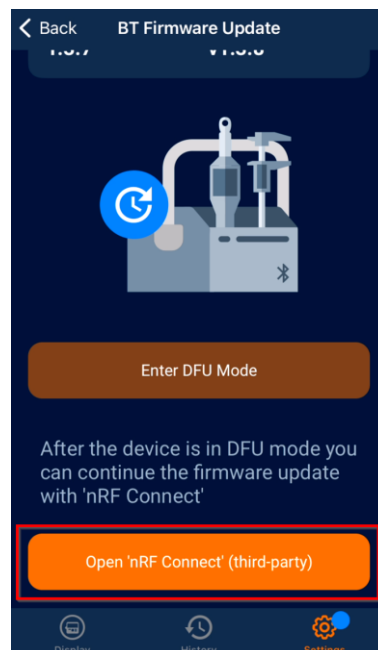 Back
BT Firmware Update
Enter DFU Mode
After the device is in DFU mode you
can continue the firmware update
with 'nRF Connect'
Open 'nRF Connect' (third-party)
Display
History
Settings